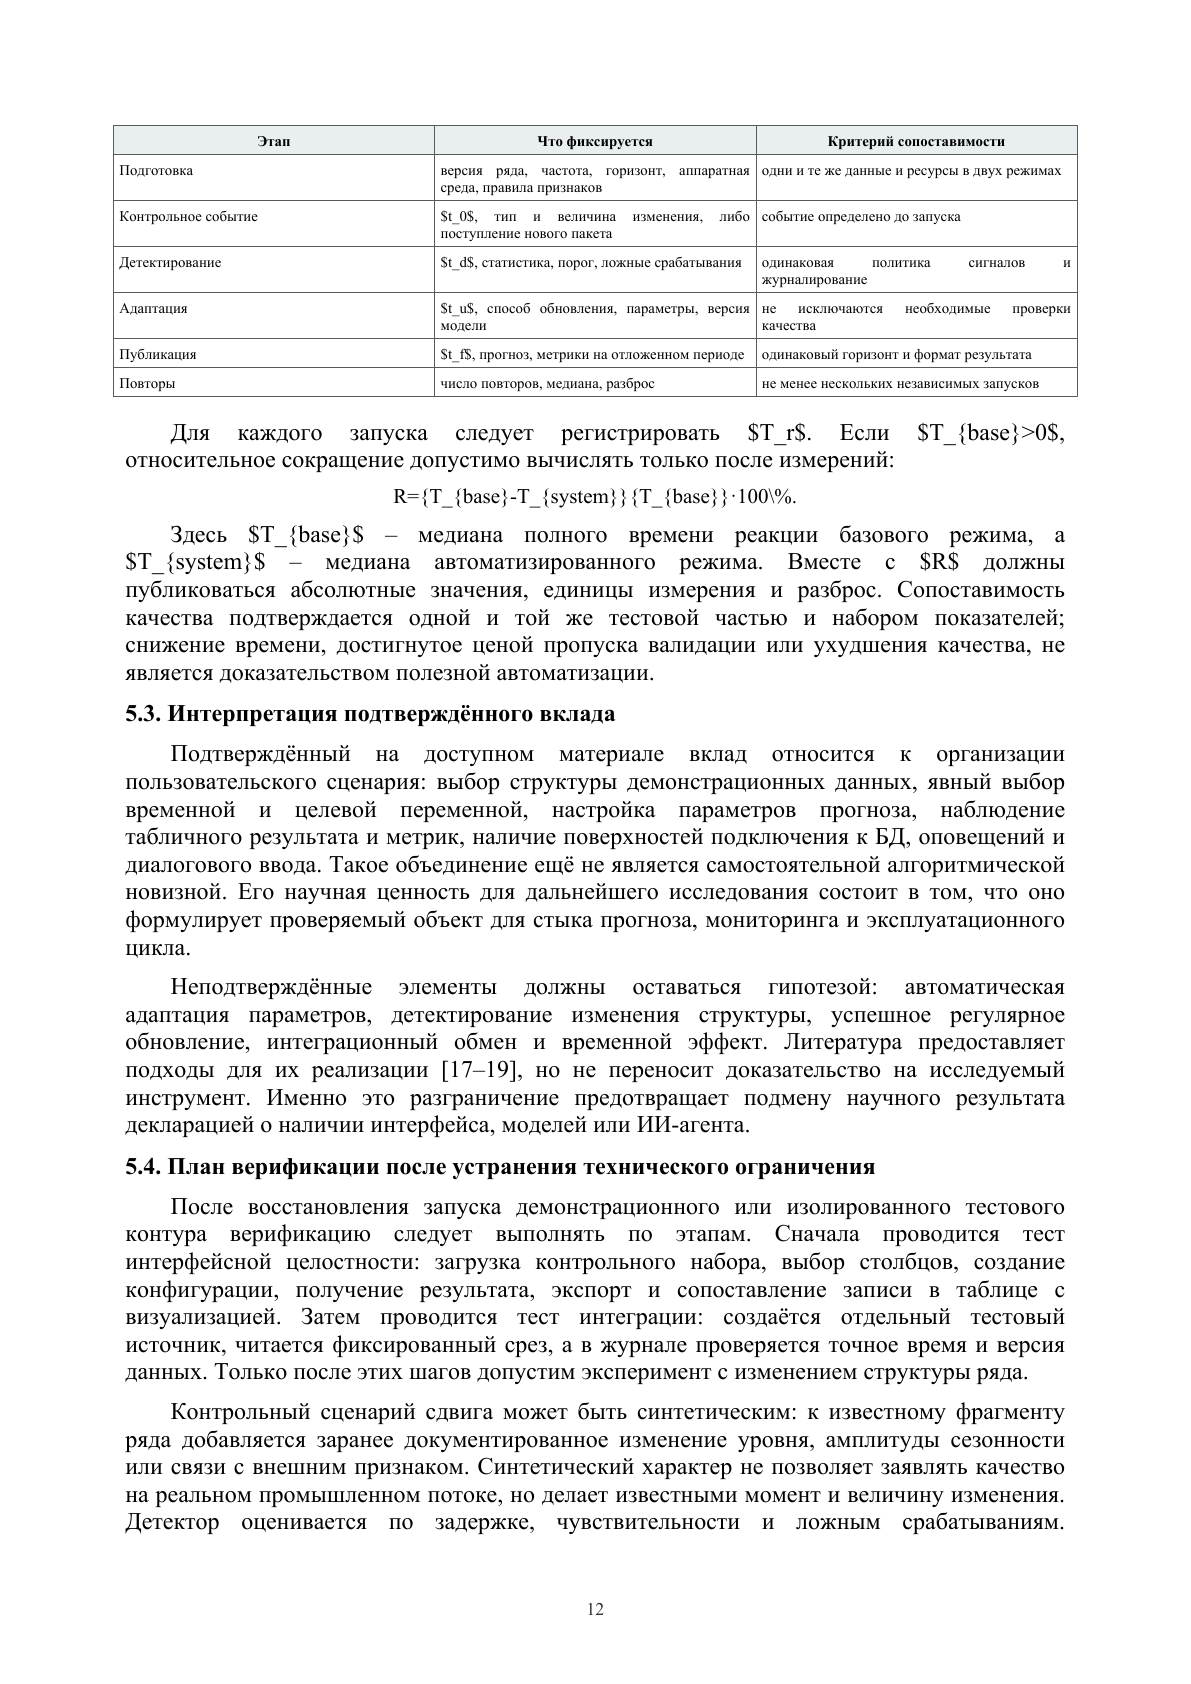 Этап
Что фиксируется
Критерий сопоставимости
Подготовка
версия ряда, частота, горизонт, аппаратная
среда, правила признаков
одни и те же данные и ресурсы в двух режимах
Контрольное событие
$t_0$, тип и величина изменения, либо
поступление нового пакета
событие определено до запуска
Детектирование
$t_d$, статистика, порог, ложные срабатывания
одинаковая политика сигналов и
журналирование
Адаптация
$t_u$, способ обновления, параметры, версия
модели
не исключаются необходимые проверки
качества
Публикация
$t_f$, прогноз, метрики на отложенном периоде
одинаковый горизонт и формат результата
Повторы
число повторов, медиана, разброс
не менее нескольких независимых запусков
Для каждого запуска следует регистрировать $T_r$. Если $T_{base}>0$,
относительное сокращение допустимо вычислять только после измерений:
R={T_{base}-T_{system}}{T_{base}}·100\%.
Здесь $T_{base}$ – медиана полного времени реакции базового режима, а
$T_{system}$ – медиана автоматизированного режима. Вместе с $R$ должны
публиковаться абсолютные значения, единицы измерения и разброс. Сопоставимость
качества подтверждается одной и той же тестовой частью и набором показателей;
снижение времени, достигнутое ценой пропуска валидации или ухудшения качества, не
является доказательством полезной автоматизации.
5.3. Интерпретация подтверждённого вклада
Подтверждённый на доступном материале вклад относится к организации
пользовательского сценария: выбор структуры демонстрационных данных, явный выбор
временной и целевой переменной, настройка параметров прогноза, наблюдение
табличного результата и метрик, наличие поверхностей подключения к БД, оповещений и
диалогового ввода. Такое объединение ещё не является самостоятельной алгоритмической
новизной. Его научная ценность для дальнейшего исследования состоит в том, что оно
формулирует проверяемый объект для стыка прогноза, мониторинга и эксплуатационного
цикла.
Неподтверждённые элементы должны оставаться гипотезой: автоматическая
адаптация параметров, детектирование изменения структуры, успешное регулярное
обновление, интеграционный обмен и временной эффект. Литература предоставляет
подходы для их реализации [17–19], но не переносит доказательство на исследуемый
инструмент. Именно это разграничение предотвращает подмену научного результата
декларацией о наличии интерфейса, моделей или ИИ-агента.
5.4. План верификации после устранения технического ограничения
После восстановления запуска демонстрационного или изолированного тестового
контура верификацию следует выполнять по этапам. Сначала проводится тест
интерфейсной целостности: загрузка контрольного набора, выбор столбцов, создание
конфигурации, получение результата, экспорт и сопоставление записи в таблице с
визуализацией. Затем проводится тест интеграции: создаётся отдельный тестовый
источник, читается фиксированный срез, а в журнале проверяется точное время и версия
данных. Только после этих шагов допустим эксперимент с изменением структуры ряда.
Контрольный сценарий сдвига может быть синтетическим: к известному фрагменту
ряда добавляется заранее документированное изменение уровня, амплитуды сезонности
или связи с внешним признаком. Синтетический характер не позволяет заявлять качество
на реальном промышленном потоке, но делает известными момент и величину изменения.
Детектор оценивается по задержке, чувствительности и ложным срабатываниям.
12